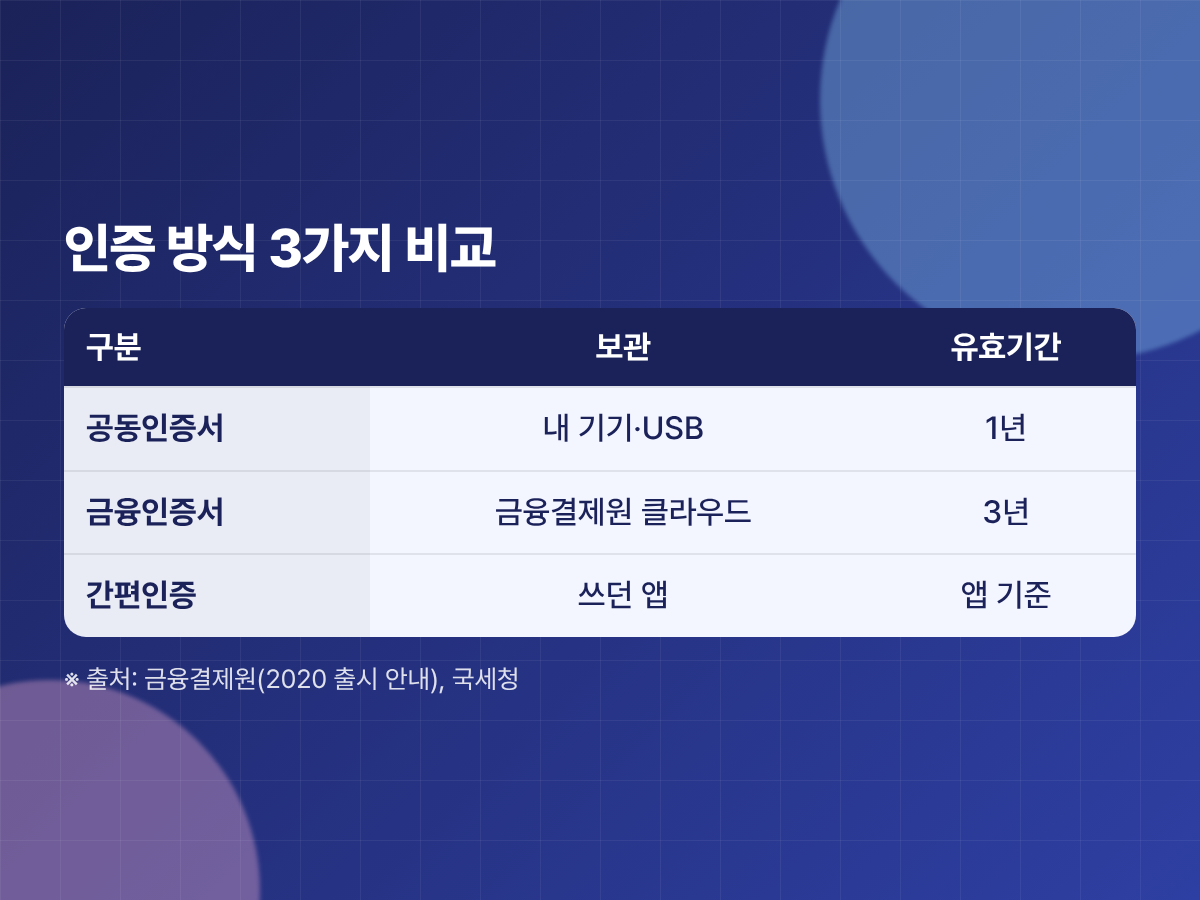 인증 방식 3가지 비교
구분 보관 유효기간
공동인증서 내 기기·USB 1년
금융인증서 금융결제원 클라우드 3년
간편인증 쓰던 앱 앱 기준
※ 출처: 금융결제원(2020 출시 안내), 국세청